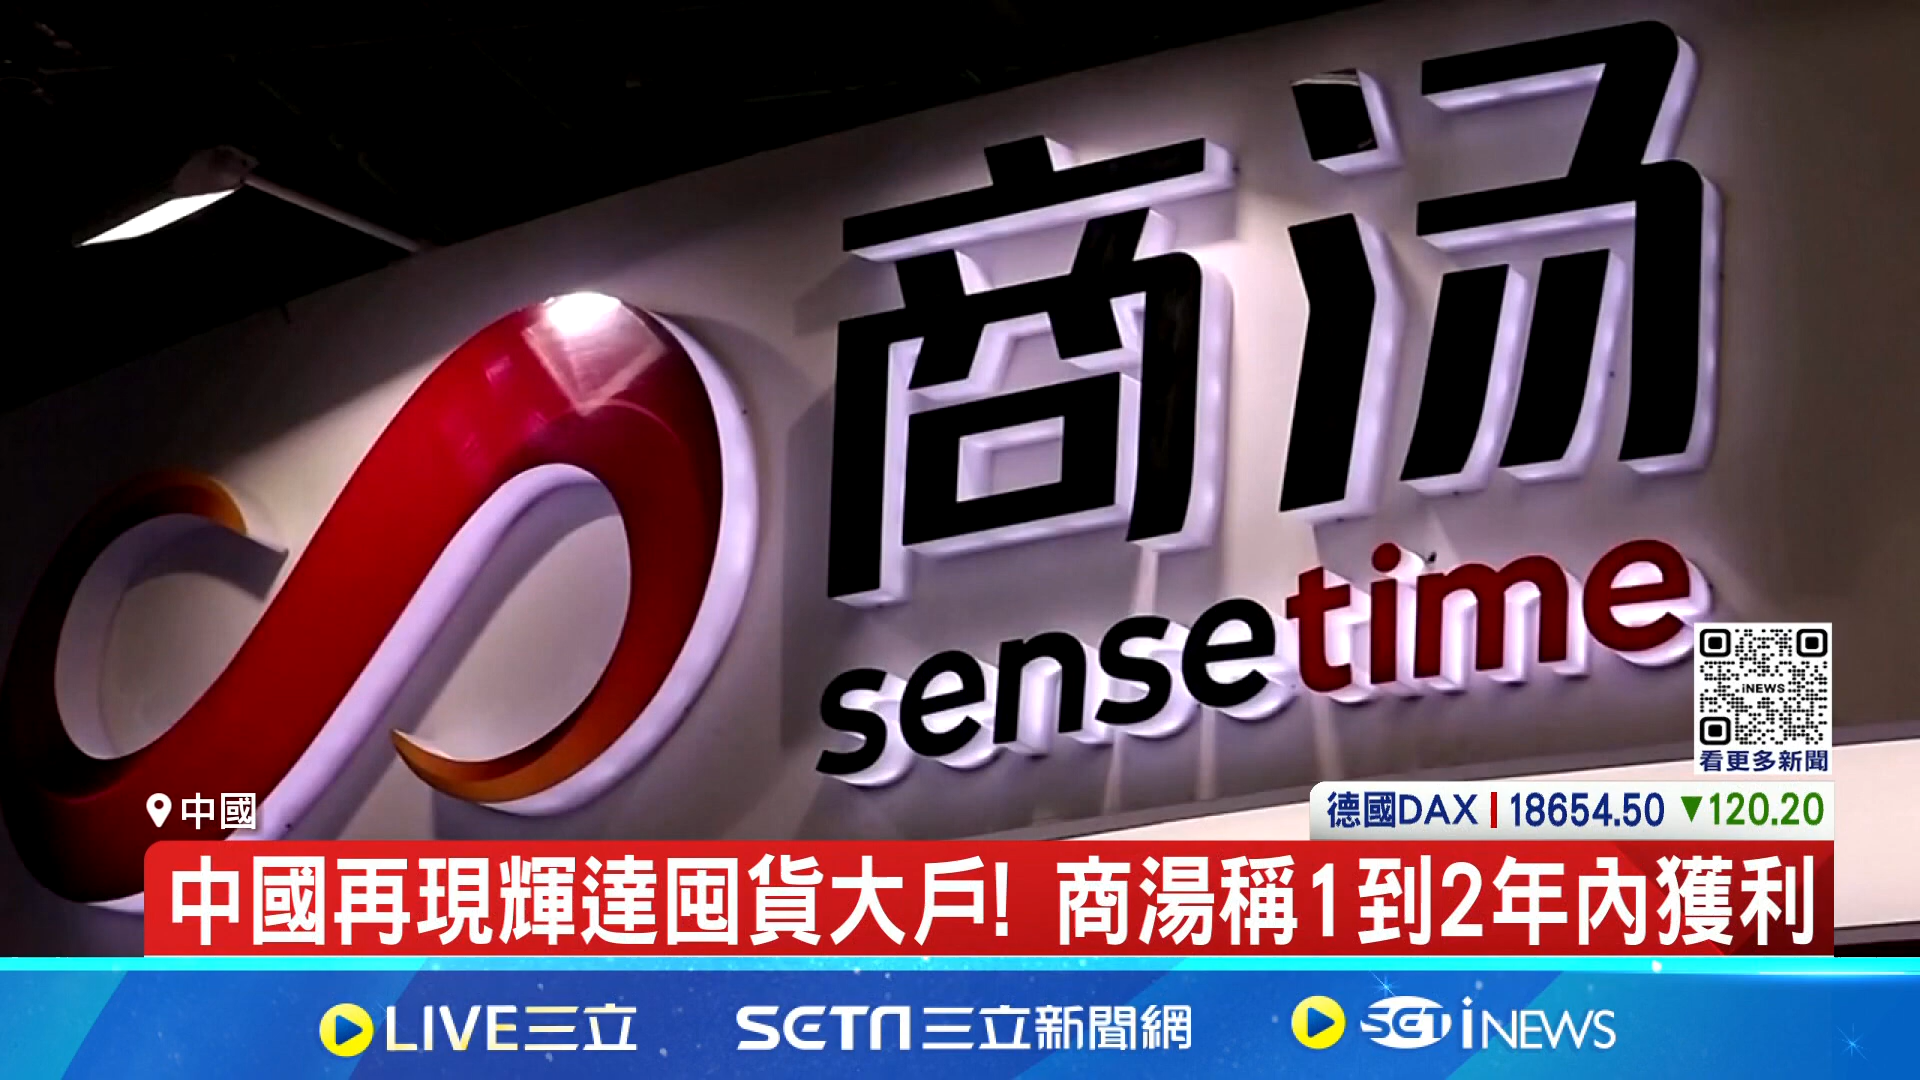 商汤
sensetime
iNEWS
看更多新聞
中國
德國DAX 18654.50 ▼120.20
中國再現輝達囤貨大戶! 商湯稱1到2年內獲利
LIVE三立 SETN三立新聞網 SET iNEWS